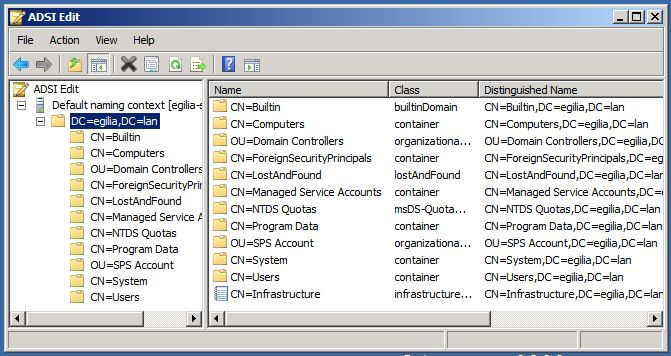 ADSI Edit
File Action View Help
ADSI Edit
Default naming context [egilia-s
DC=egilia,DC=lan
CN=Builtin
CN=Computers
OU=Domain Controllers
CN=ForeignSecurityPrin
CN=LostAndFound
CN=Managed Service A
CN=NTDS Quotas
CN=Program Data
OU=SPS Account
CN=System
CN=Users
Name Class Distinguished Name
CN=Builtin builtinDomain CN=Builtin,DC=egilia,DC=lan
CN=Computers container CN=Computers,DC=egilia,DC=lan
OU=Domain Controllers organizationa... OU=Domain Controllers,DC=egilia,DC
CN=ForeignSecurityPrincipals container CN=ForeignSecurityPrincipals,DC=eg
CN=LostAndFound lostAndFound CN=LostAndFound,DC=egilia,DC=lan
CN=Managed Service Accounts container CN=Managed Service Accounts,DC=e
CN=NTDS Quotas msDS-Quota... CN=NTDS Quotas,DC=egilia,DC=lan
CN=Program Data container CN=Program Data,DC=egilia,DC=lan
OU=SPS Account organizationa... OU=SPS Account,DC=egilia,DC=lan
CN=System container CN=System,DC=egilia,DC=lan
CN=Users container CN=Users,DC=egilia,DC=lan
CN=Infrastructure infrastructure... CN=Infrastructure,DC=egilia,DC=lan